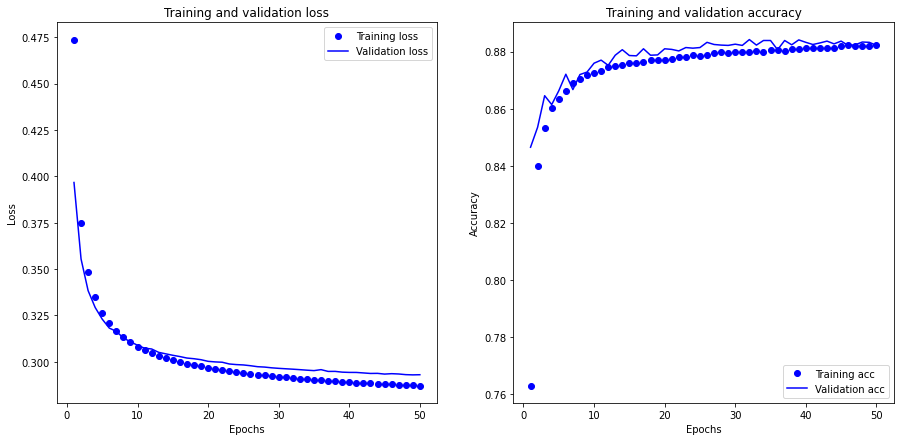 Training and validation loss
Training loss
Validation loss
0.475
0.450
0.425
0.400
0.375
0.350
0.325
0.300
Loss
0
10
20
30
40
50
Epochs
Training and validation accuracy
0.88
0.86
0.84
0.82
0.80
0.78
0.76
Accuracy
Training acc
Validation acc
0
10
20
30
40
50
Epochs